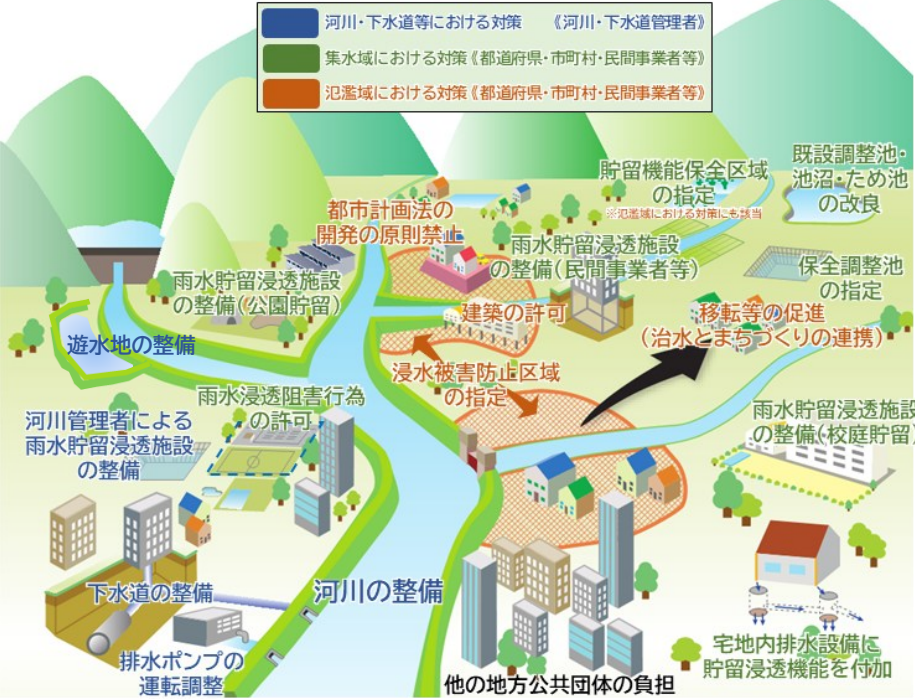 河川・下水道等における対策　《河川・下水道管理者》
集水域における対策《都道府県・市町村・民間事業者等》
氾濫域における対策《都道府県・市町村・民間事業者等》
貯留機能保全区域
の指定
※氾濫域における対策にも該当
既設調整池・
池沼・ため池
の改良
都市計画法の
開発の原則禁止
雨水貯留浸透施設
の整備(民間事業者等)
保全調整池
の指定
雨水貯留浸透施設
の整備(公園貯留)
建築の許可
移転等の促進
(治水とまちづくりの連携)
遊水地の整備
浸水被害防止区域
の指定
雨水浸透阻害行為
の許可
河川管理者による
雨水貯留浸透施設
の整備
雨水貯留浸透施設
の整備(校庭貯留)
下水道の整備
河川の整備
排水ポンプの
運転調整
宅地内排水設備に
貯留浸透機能を付加
他の地方公共団体の負担